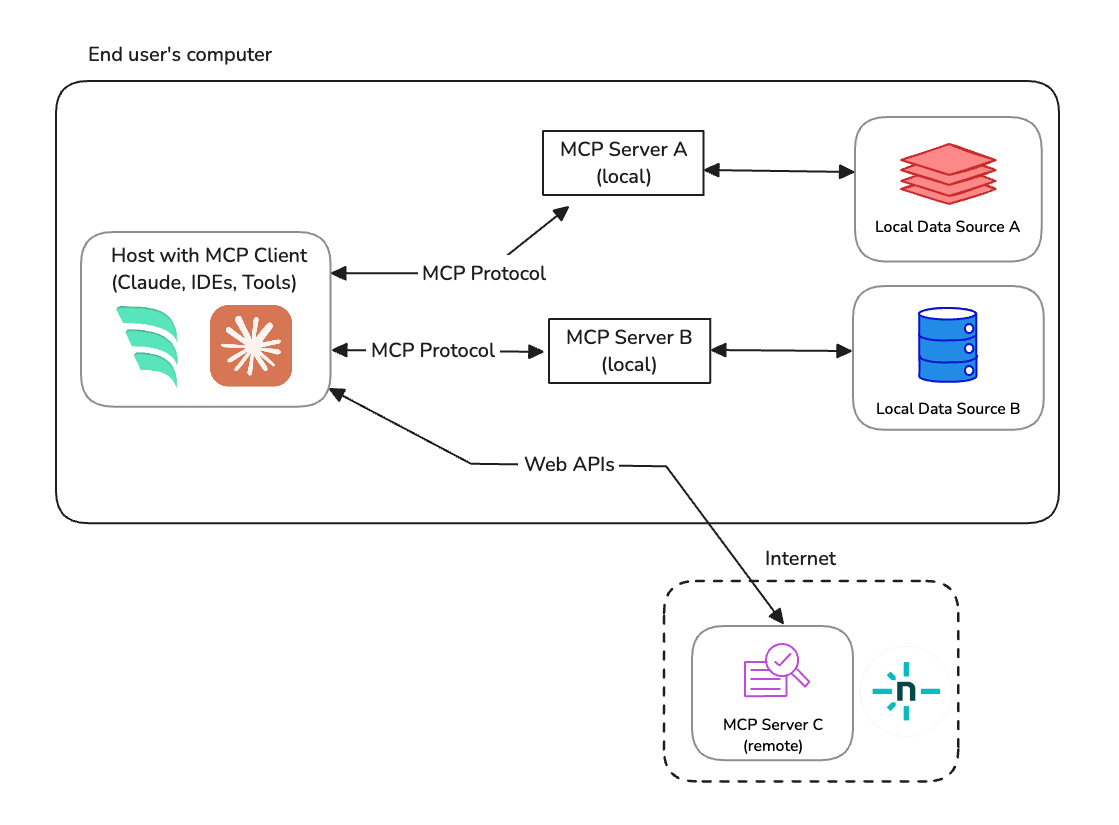 End user's computer
MCP Server A
(local)
Local Data Source A
Host with MCP Client
(Claude, IDEs, Tools)
MCP Protocol
MCP Protocol
MCP Server B
(local)
Local Data Source B
Web APIs
Internet
n
MCP Server C
(remote)